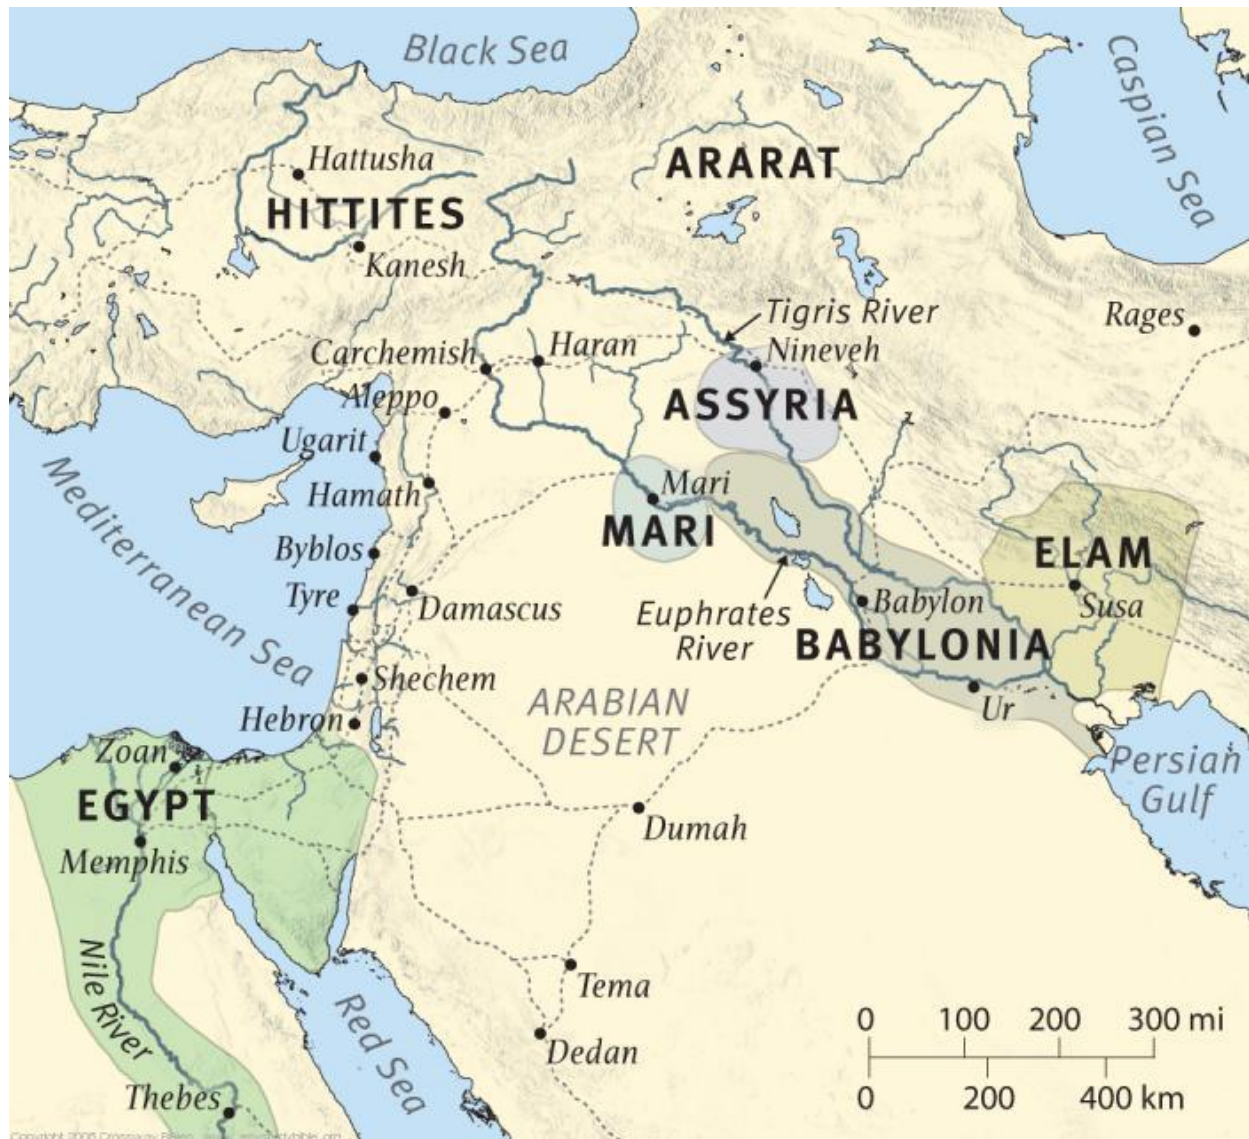 Black Sea
Caspian Sea
Hattusha
ARARAT
HITTITES
Kanesh
Tigris River
Rages
Carchemish
Haran
Nineveh
Aleppo
ASSYRIA
Ugarit
Mediterranean Sea
Hamath
Mari
MARI
Byblos
ELAM
Tyre
Damascus
Euphrates
River
Babylon
Susa
BABYLONIA
Shechem
ARABIAN
DESERT
Hebron
Ur
Zoan
Persian
Gulf
EGYPT
Dumah
Memphis
Nile River
Tema
Red Sea
Dedan
0 100 200 300 mi
0 200 400 km
Thebes